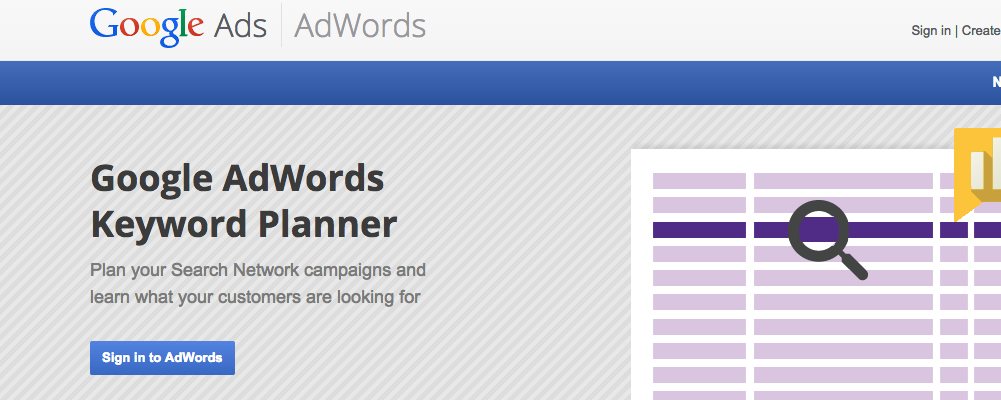 Google Ads AdWords
Sign in | Create
Google AdWords
Keyword Planner
Plan your Search Network campaigns and
learn what your customers are looking for
Sign in to AdWords